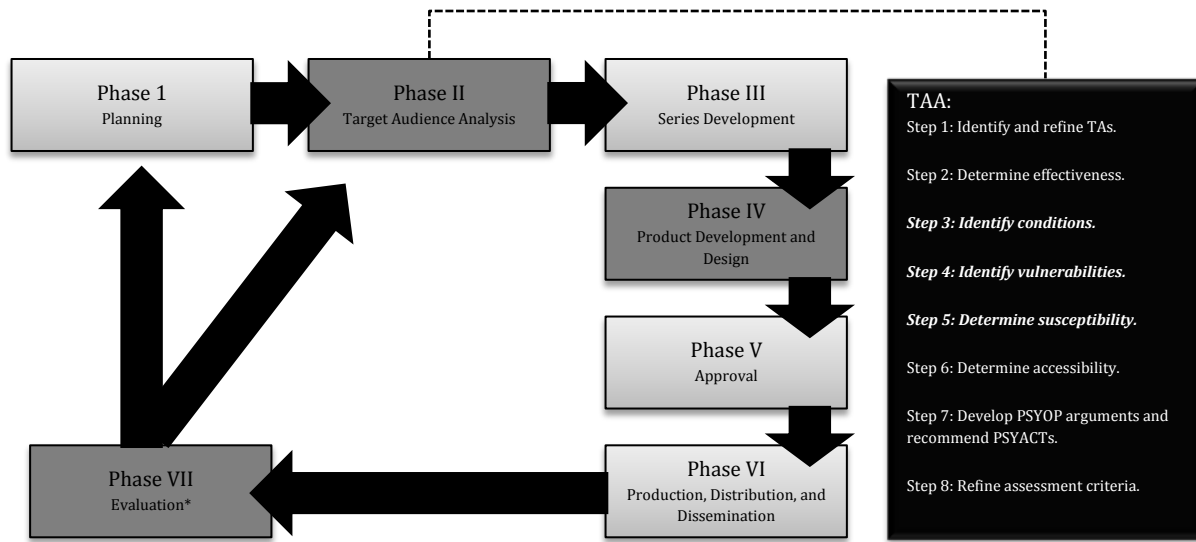 Phase 1
Planning
Phase II
Target Audience Analysis
Phase III
Series Development
Phase IV
Product Development and
Design
Phase V
Approval
Phase VI
Production, Distribution, and
Dissemination
Phase VII
Evaluation*
TAA:
Step 1: Identify and refine TAs.
Step 2: Determine effectiveness.
Step 3: Identify conditions.
Step 4: Identify vulnerabilities.
Step 5: Determine susceptibility.
Step 6: Determine accessibility.
Step 7: Develop PSYOP arguments and
recommend PSYACTs.
Step 8: Refine assessment criteria.